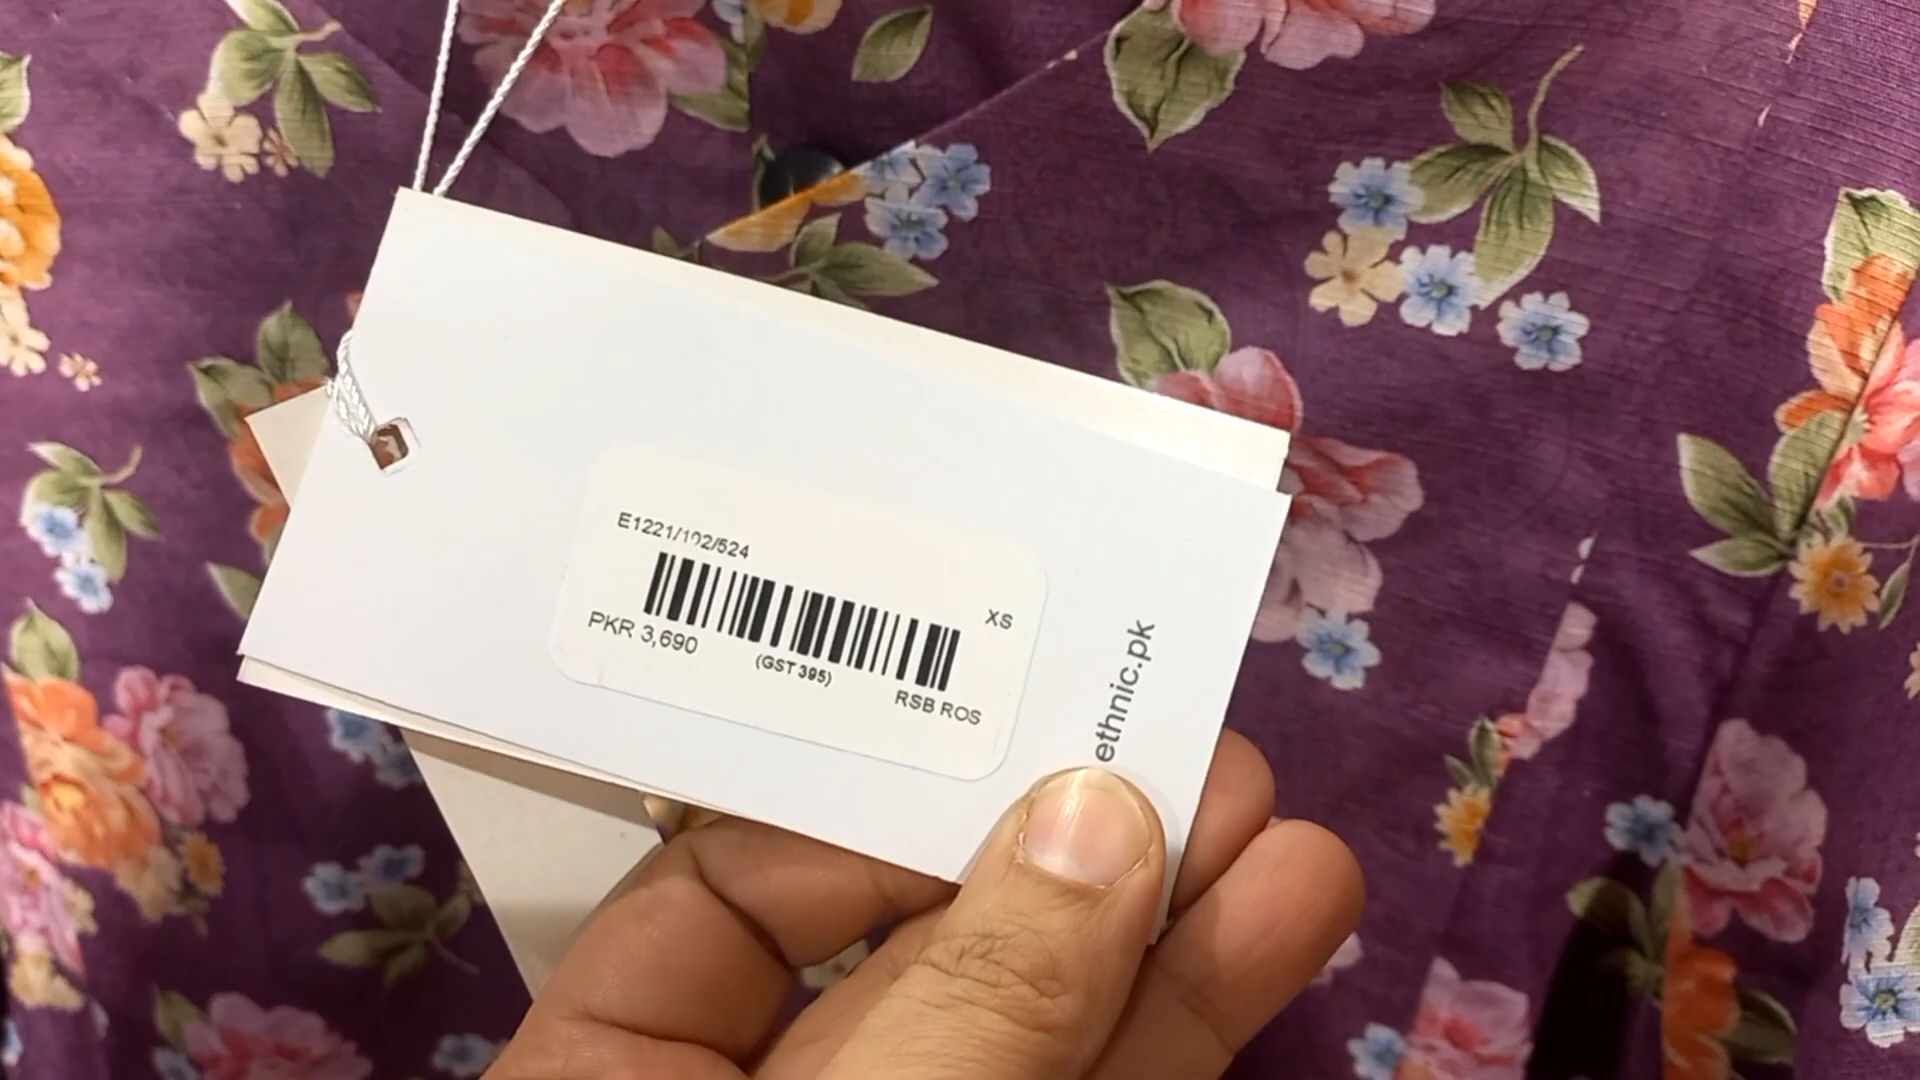 E1221/102/524
XS
PKR 3,690
(GST 395)
RSB ROS
ethnic.pk